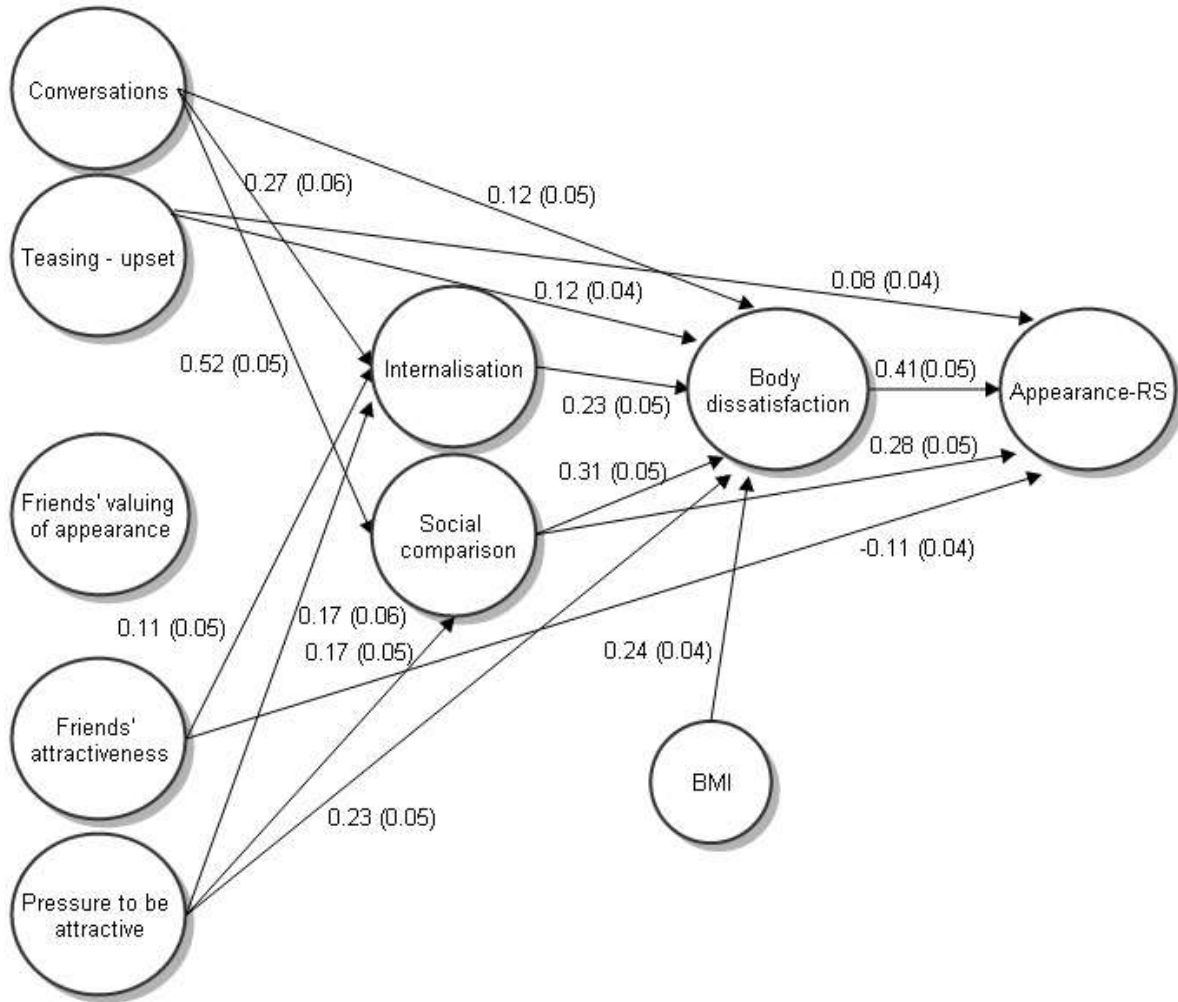 Conversations
0.27 (0.06)
0.12 (0.05)
Teasing - upset
0.08 (0.04)
0.12 (0.04)
0.52 (0.05)
Internalisation
0.23 (0.05)
Body
dissatisfaction
0.41(0.05)
Appearance-RS
0.28 (0.05)
0.31 (0.05)
Friends' valuing
of appearance
Social
comparison
-0.11 (0.04)
0.11 (0.05)
0.17 (0.06)
0.17 (0.05)
0.24 (0.04)
Friends'
attractiveness
BMI
0.23 (0.05)
Pressure to be
attractive